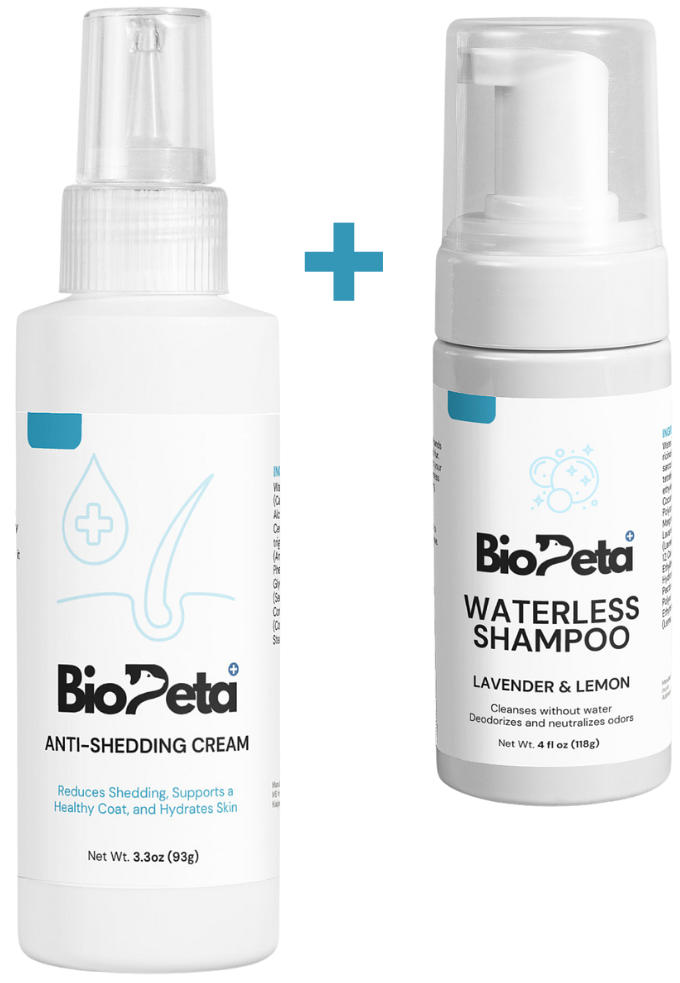 BioPeta
ANTI-SHEDDING CREAM
Reduces Shedding, Supports a
Healthy Coat, and Hydrates Skin
Net Wt. 3.3oz (93g)
BioPeta
WATERLESS
SHAMPOO
LAVENDER & LEMON
Cleanses without water
Deodorizes and neutralizes odors
Net Wt. 4 fl oz (118g)